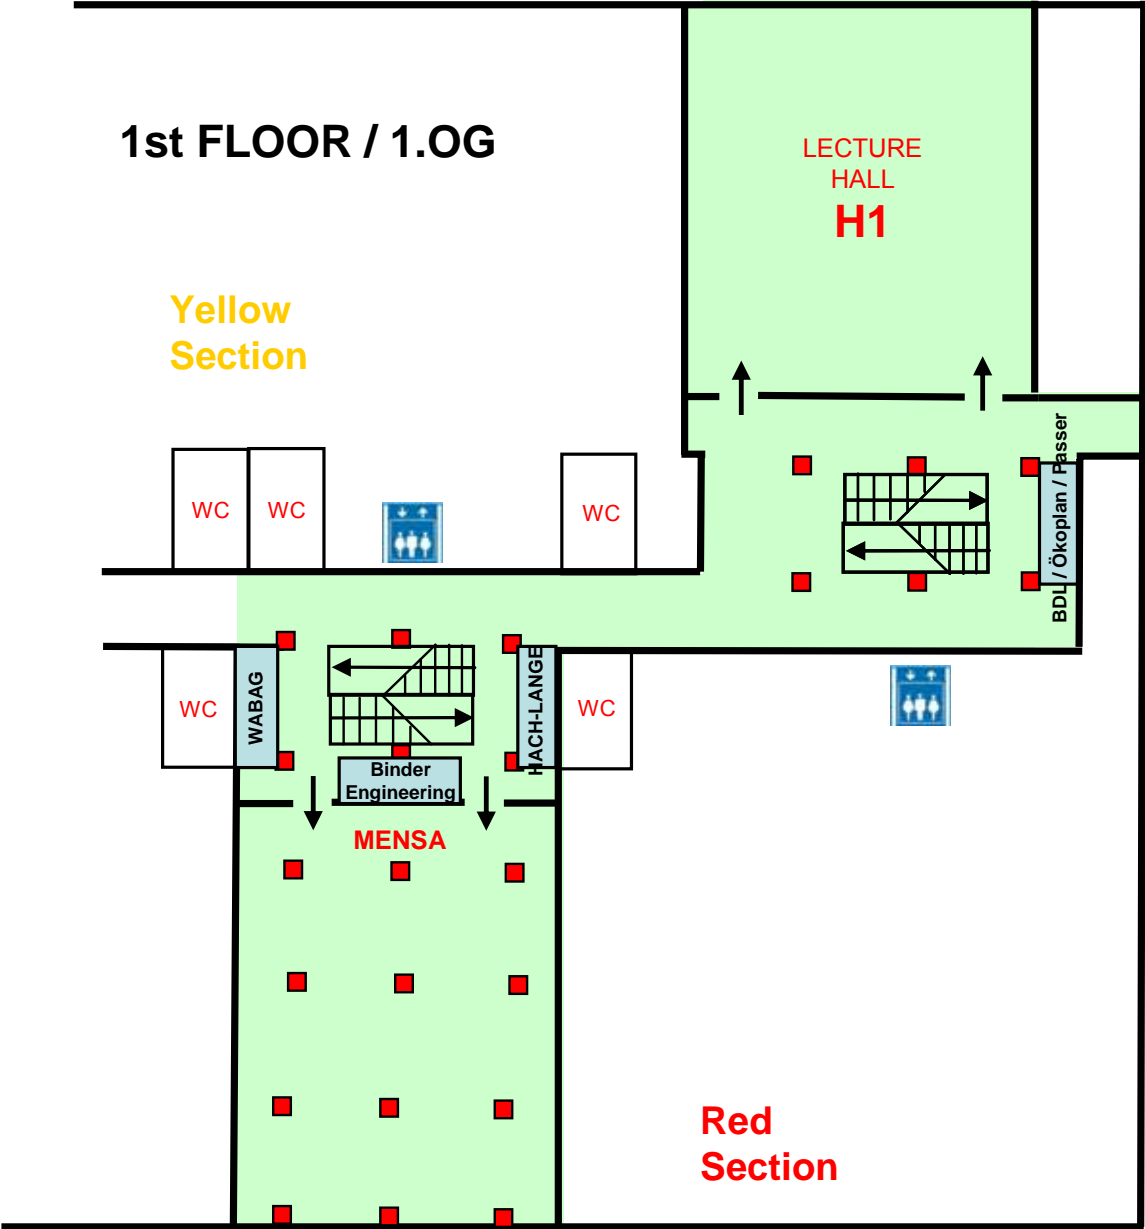 1st FLOOR / 1.OG
LECTURE
HALL
H1
Yellow
Section
WC
WC
WC
BDL / Ökoplan / Passer
WC
WABAG
HACH-LANGE
WC
Binder
Engineering
MENSA
Red
Section